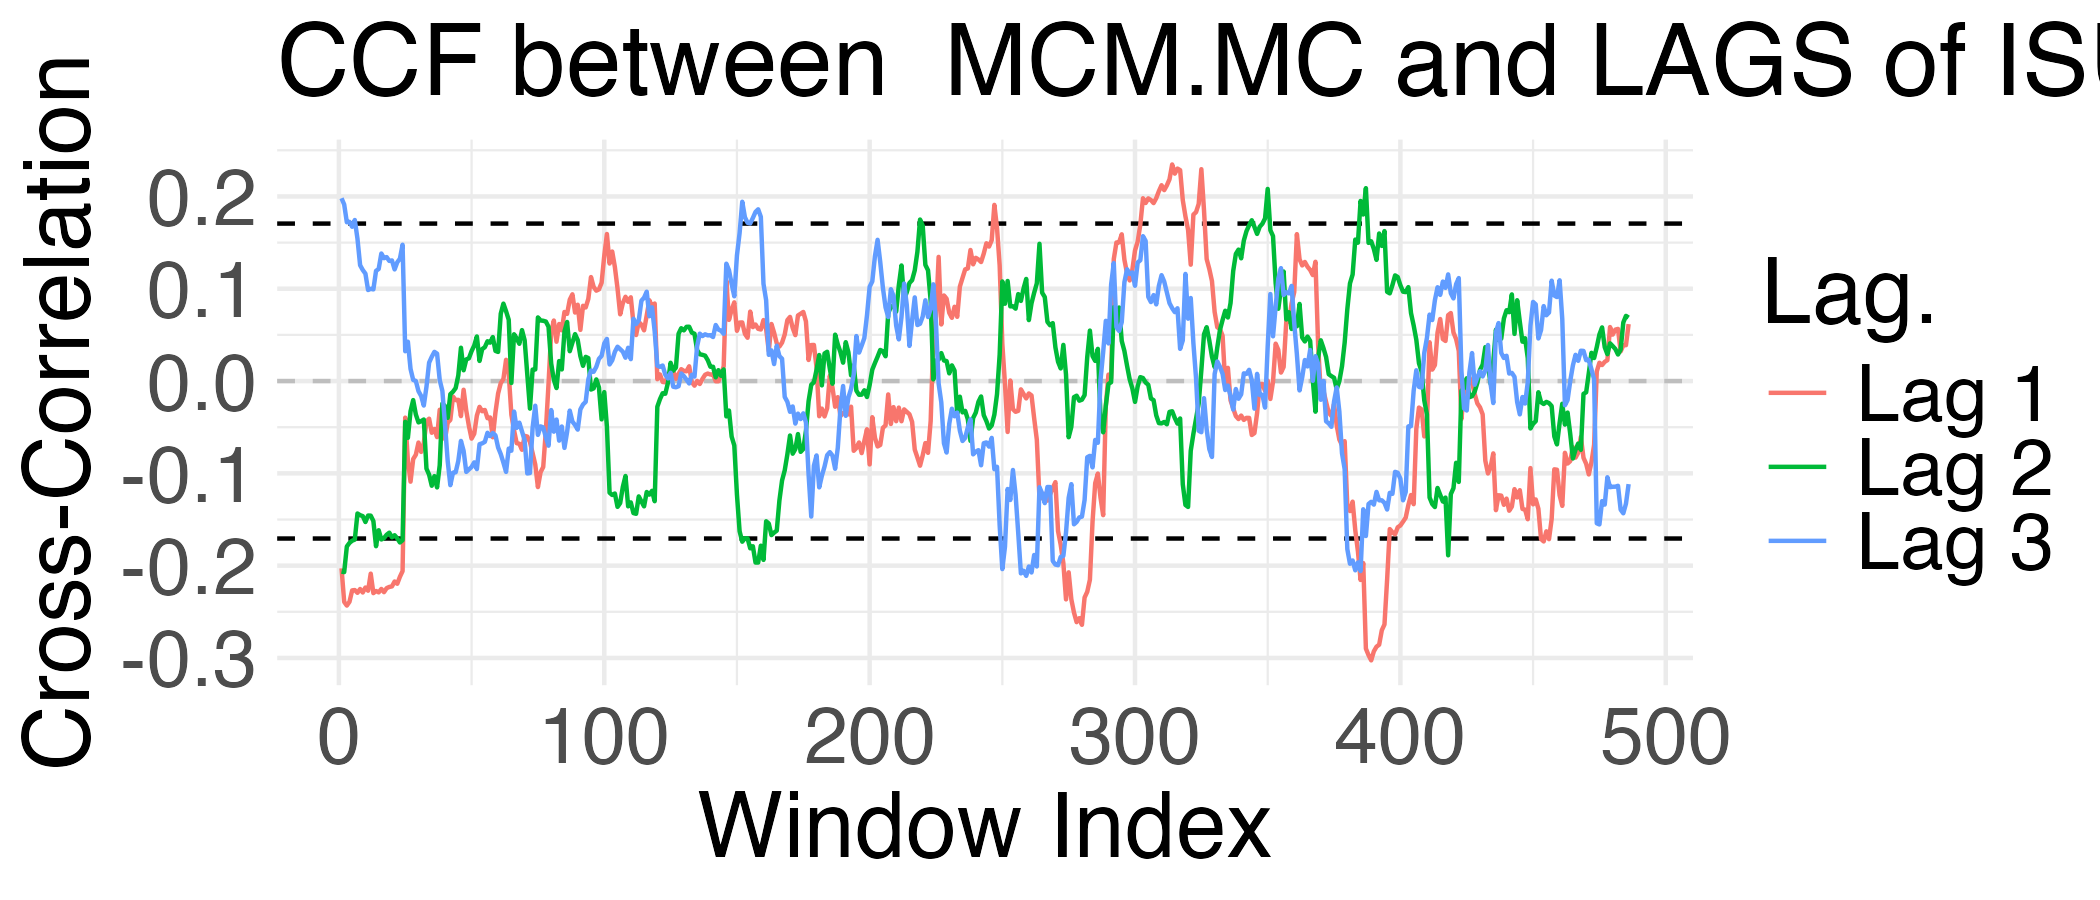 CCF between MCM.MC and LAGS of
Cross-Correlation
0.2
0.1
0.0
-0.1
-0.2
-0.3
0 100 200 300 400 500
Window Index
Lag.
Lag 1
Lag 2
Lag 3